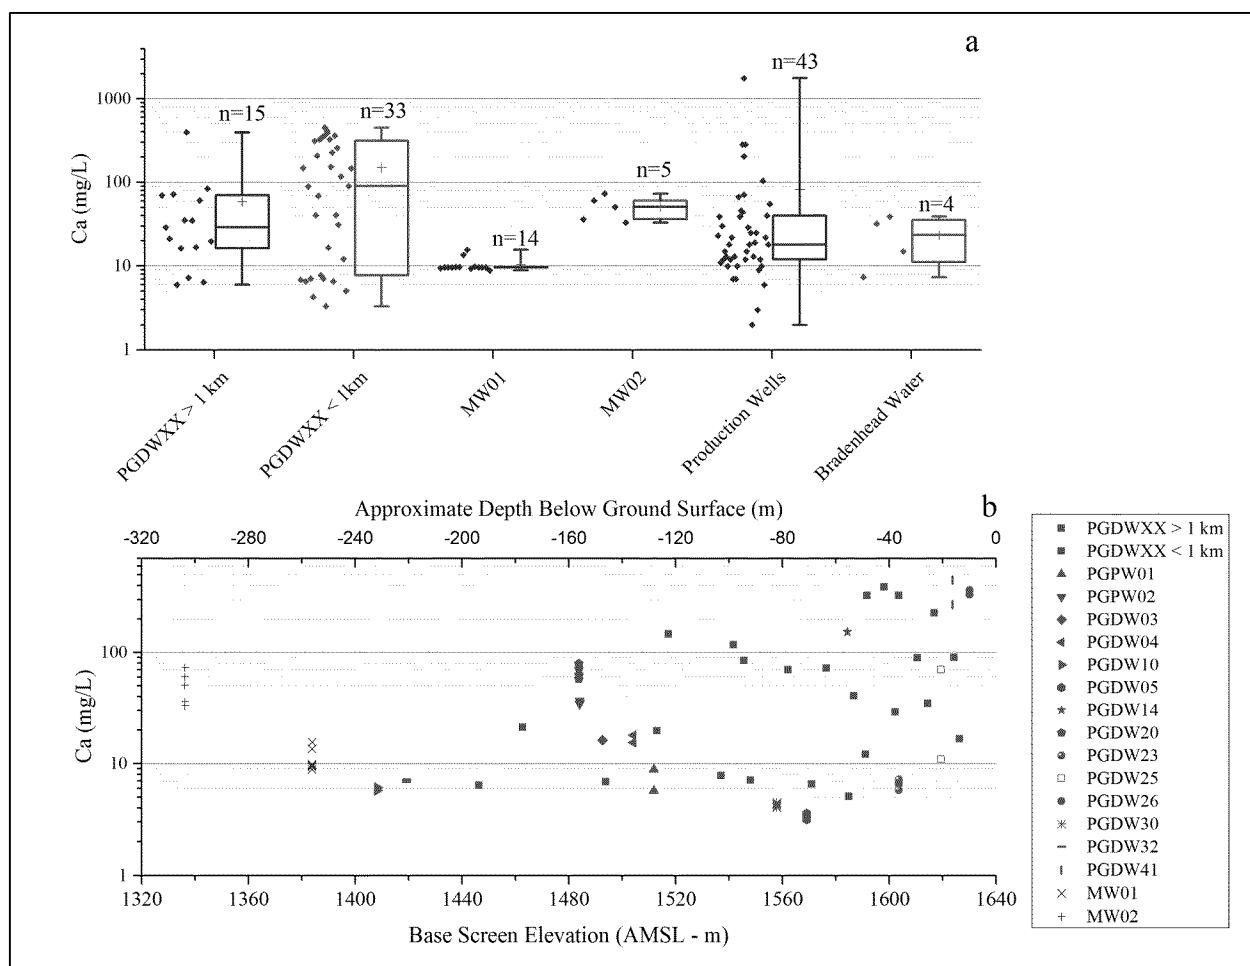 a
n=43
1000
n=15
n=33
Ca (mg/L)
100
n=5
n=4
n=14
10
1
PGDWXX > 1 km
PGDWXX < 1km
MW01
MW02
Production Wells
Bradenhead Water
Approximate Depth Below Ground Surface (m)
b
-320 -280 -240 -200 -160 -120 -80 -40 0
Ca (mg/L)
100
10
1
1320 1360 1400 1440 1480 1520 1560 1600 1640
Base Screen Elevation (AMSL - m)
PGDWXX > 1 km
PGDWXX < 1 km
PGPW01
PGPW02
PGDW03
PGDW04
PGDW10
PGDW05
PGDW14
PGDW20
PGDW23
PGDW25
PGDW26
PGDW30
PGDW32
PGDW41
MW01
MW02